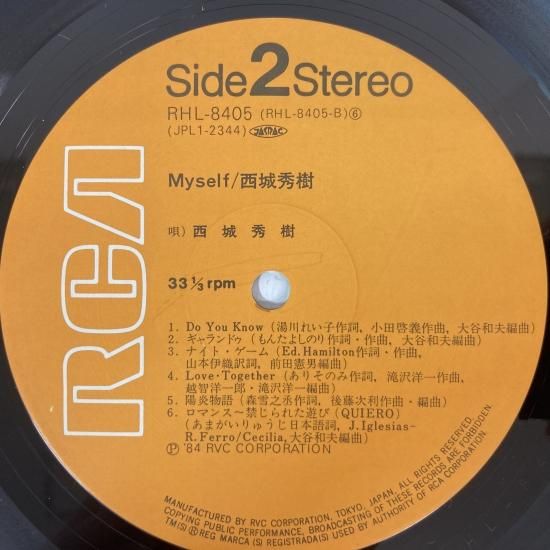 Side 2 Stereo
RHL-8405 (RHL-8405-B)⑥
(JPL1-2344) JASRAC
RCA
Myself/西城秀樹
唄) 西城秀樹
33 1/3 rpm
1. Do You Know (湯川れい子作詞, 小田啓義作曲, 大谷和夫編曲)
2. ギャランドゥ (もんたよしのり作詞・作曲, 大谷和夫編曲)
3. ナイト・ゲーム (Ed.Hamilton作詞・作曲,
山本伊織訳詞, 前田憲男編曲)
4. Love・Together (ありそのみ作詞, 滝沢洋一作曲,
越智洋一郎・滝沢洋一編曲)
5. 陽炎物語 (森雪之丞作詞, 後藤次利作曲・編曲)
6. ロマンス〜禁じられた遊び (QUIERO)
(あまがいりゅうじ日本語詞, J.Iglesias-
R.Ferro/Cecilia, 大谷和夫編曲)
Ⓟ '84 RVC CORPORATION
MANUFACTURED BY RVC CORPORATION, TOKYO, JAPAN. ALL RIGHTS RESERVED.
COPYING PUBLIC PERFORMANCE, BROADCASTING OF THESE RECORDS ARE FORBIDDEN.
TM(S)® REG MARCA(S) REGISTRADA(S) USED BY AUTHORITY OF RCA CORPORATION.